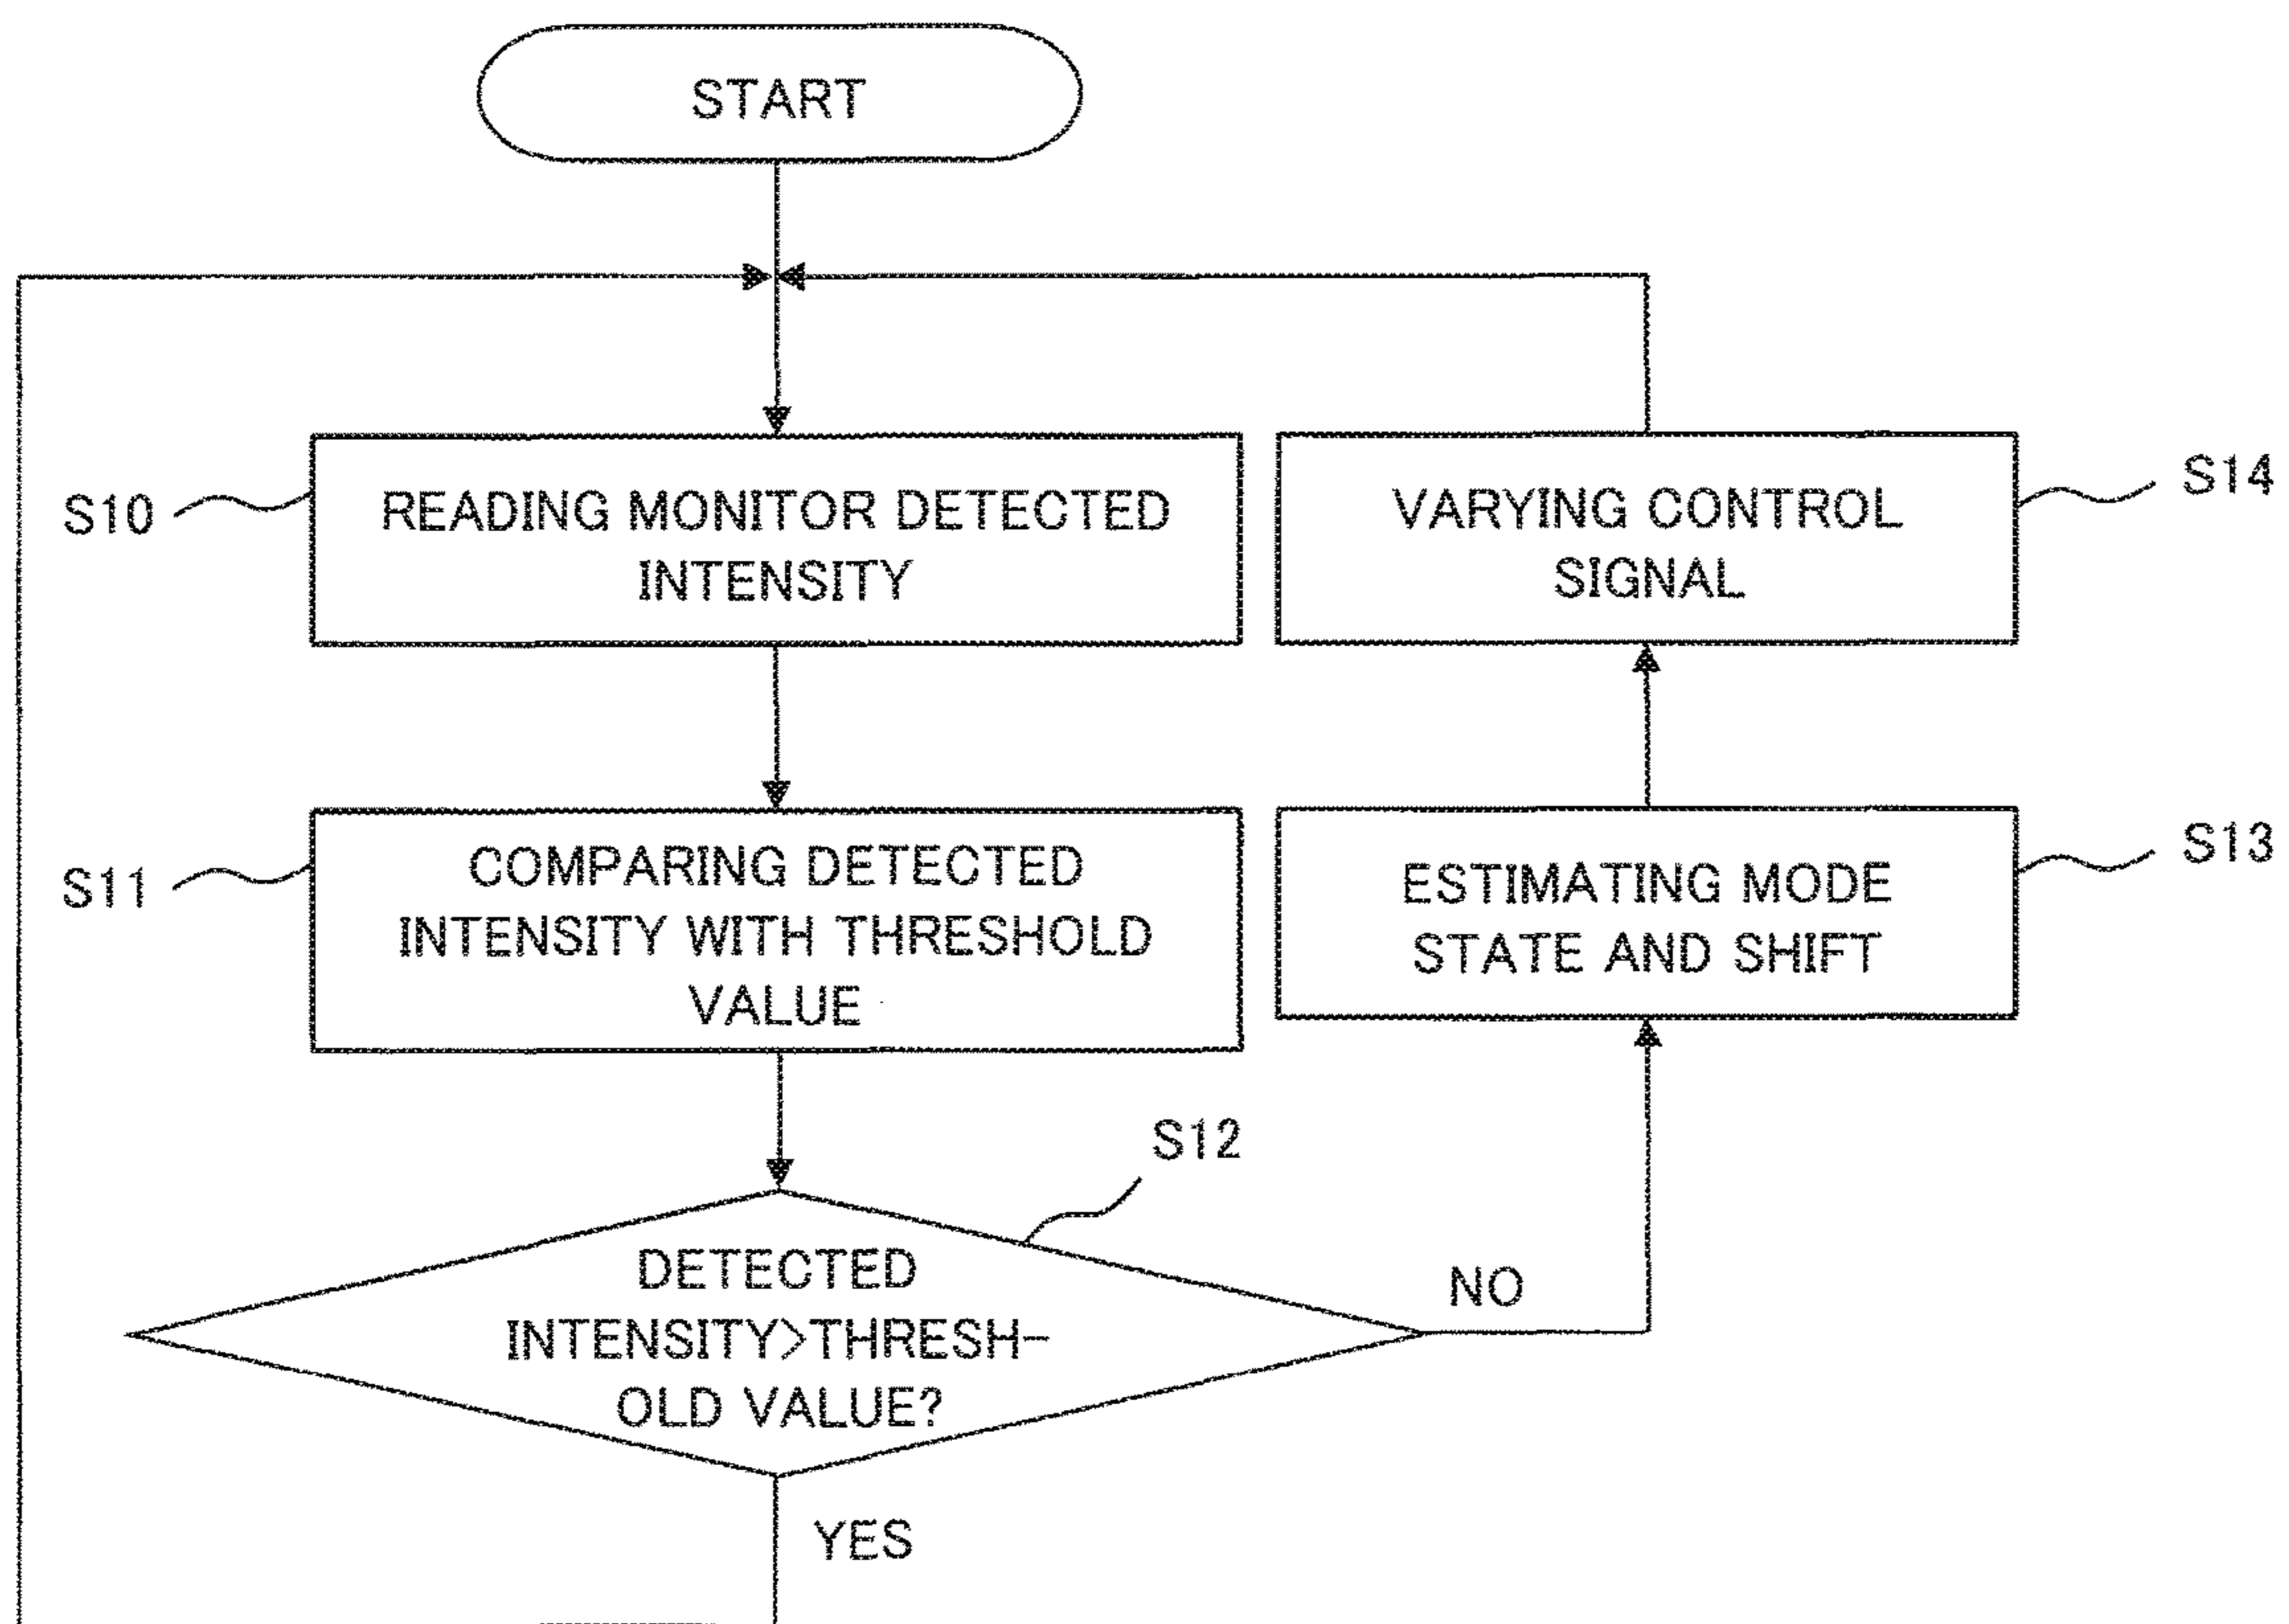 START
S10
READING MONITOR DETECTED
INTENSITY
VARYING CONTROL
SIGNAL
S14
S11
COMPARING DETECTED
INTENSITY WITH THRESHOLD
VALUE
ESTIMATING MODE
STATE AND SHIFT
S13
S12
DETECTED
INTENSITY>THRESH-
OLD VALUE?
NO
YES